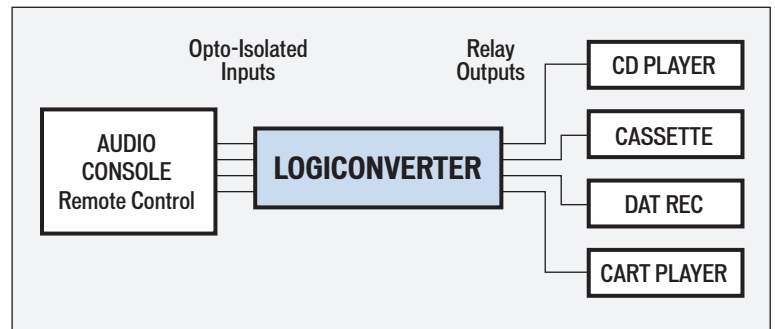 Opto-Isolated
Inputs
Relay
Outputs
AUDIO
CONSOLE
Remote Control
LOGICONVERTER
CD PLAYER
CASSETTE
DAT REC
CART PLAYER